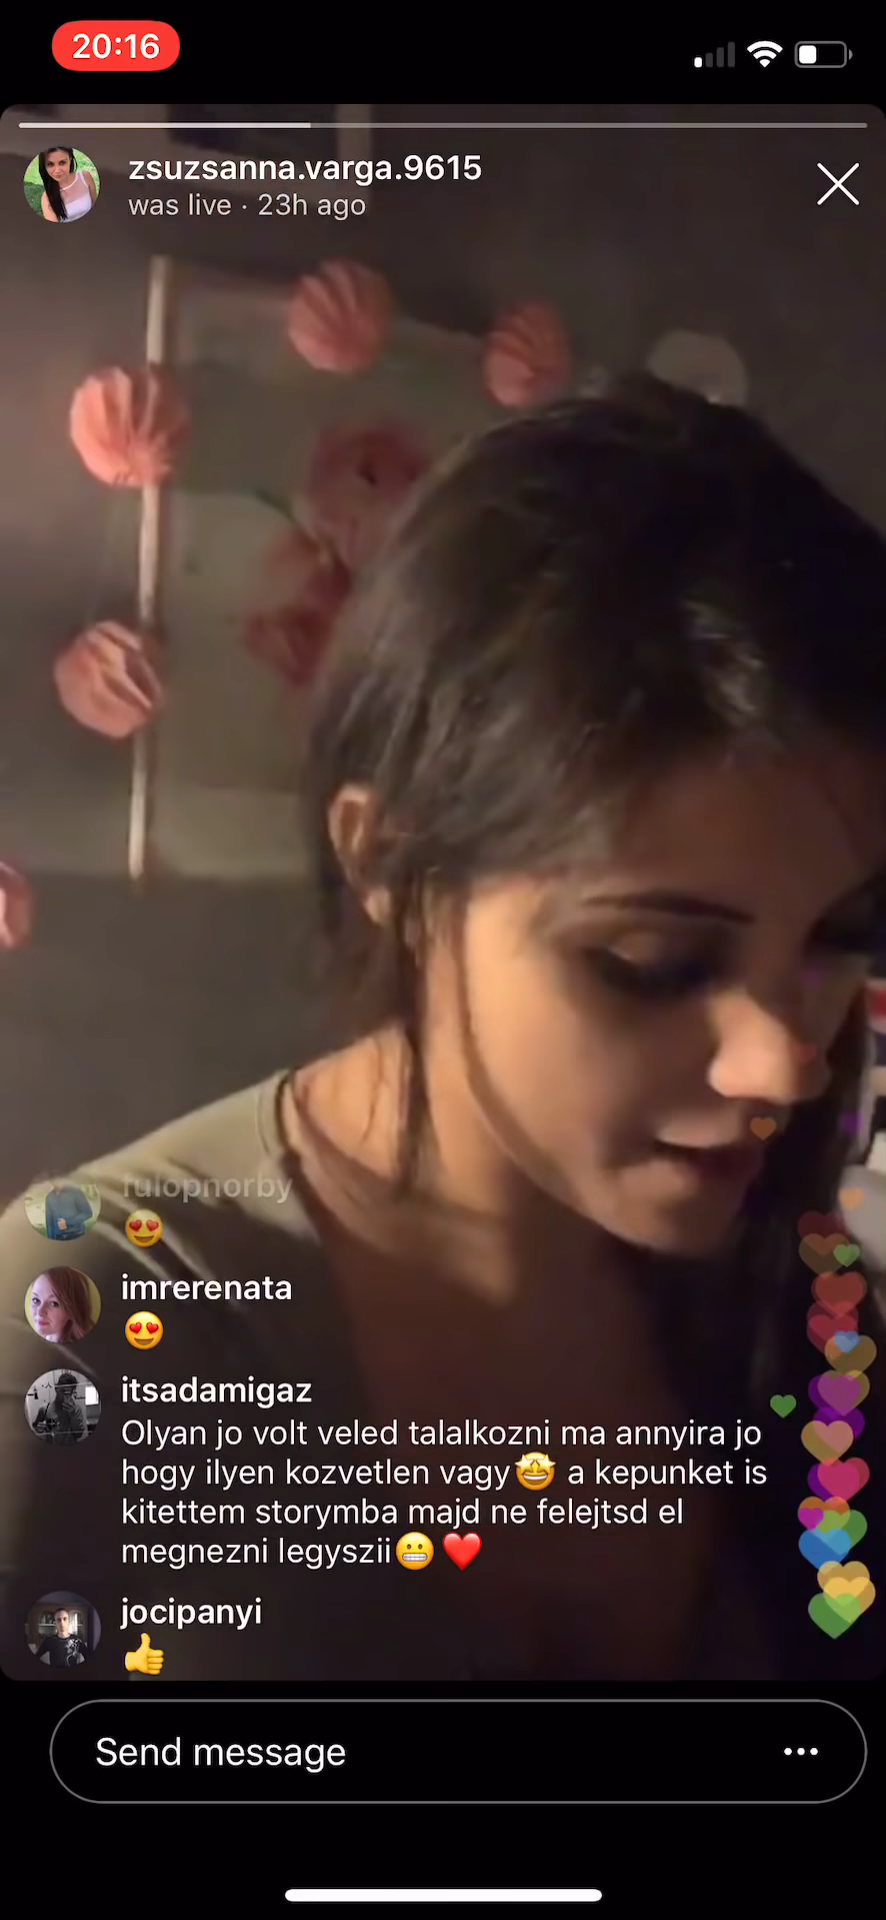 20:16
zsuzsanna.varga.9615
was live · 23h ago
fulopnorby
😍
imrerenata
😍
itsadamigaz
Olyan jo volt veled talalkozni ma annyira jo
hogy ilyen kozvetlen vagy🤩 a kepunket is
kitettem storymba majd ne felejtsd el
megnezni legyszii😬❤️
jocipanyi
👍
Send message